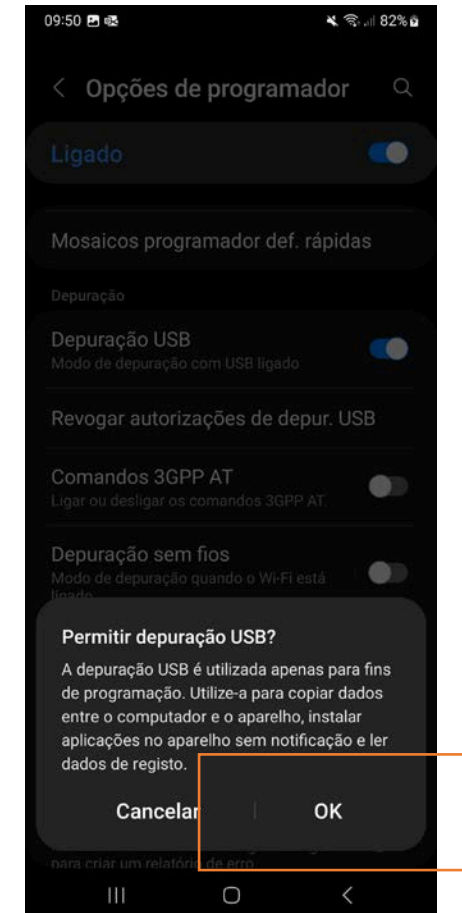 09:50 82%
Opções de programador
Ligado
Mosaicos programador def. rápidas
Depuração
Depuração USB
Modo de depuração com USB ligado
Revogar autorizações de depur. USB
Comandos 3GPP AT
Ligar ou desligar os comandos 3GPP AT.
Depuração sem fios
Modo de depuração quando o Wi-Fi está
ligado
Permitir depuração USB?
A depuração USB é utilizada apenas para fins
de programação. Utilize-a para copiar dados
entre o computador e o aparelho, instalar
aplicações no aparelho sem notificação e ler
dados de registo.
Cancelar OK
para criar um relatório de erro